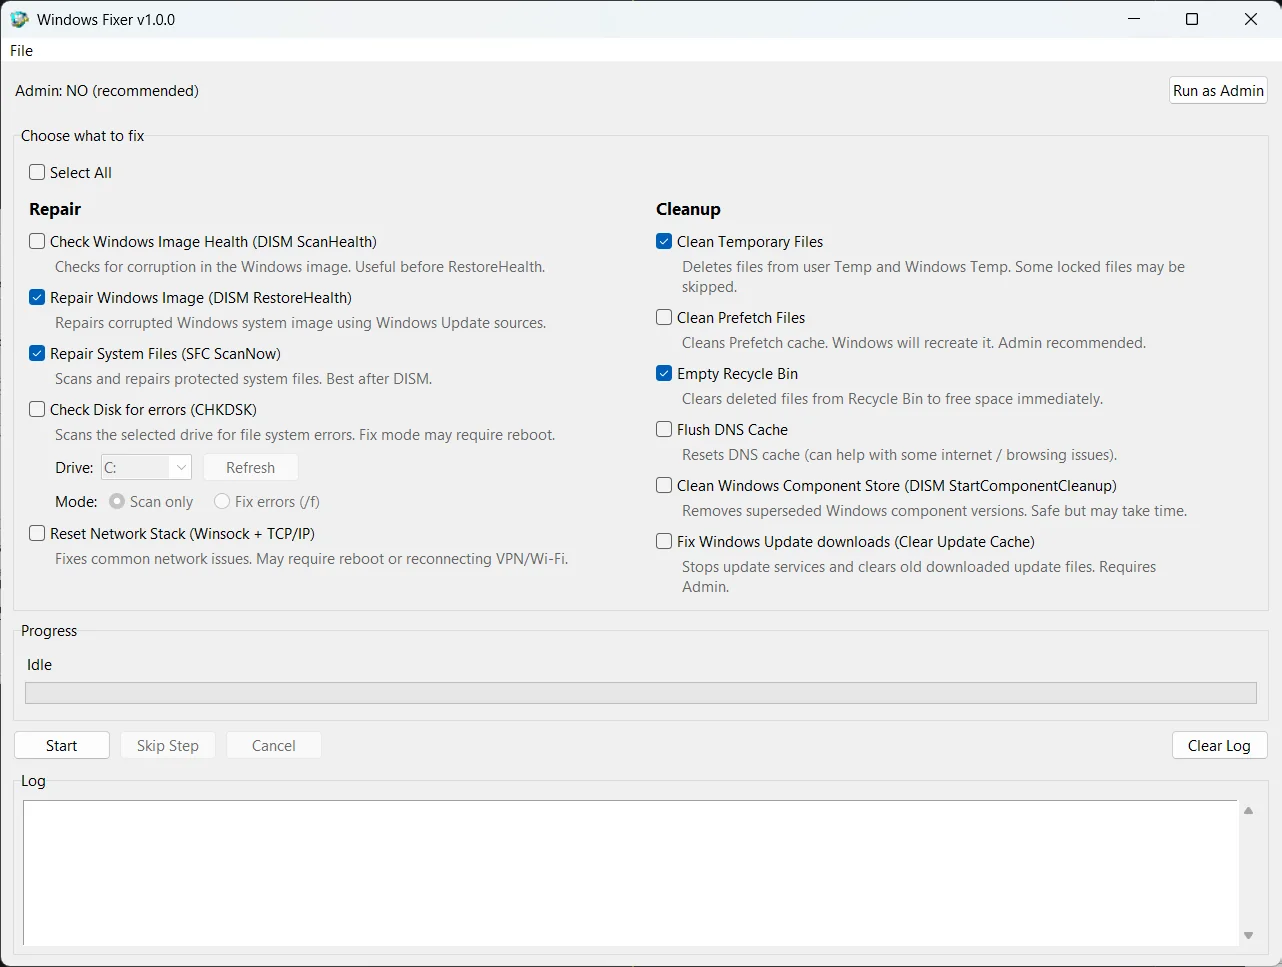 Windows Fixer v1.0.0
File
Admin: NO (recommended)
Run as Admin
Choose what to fix
Select All
Repair
Check Windows Image Health (DISM ScanHealth)
Checks for corruption in the Windows image. Useful before RestoreHealth.
Repair Windows Image (DISM RestoreHealth)
Repairs corrupted Windows system image using Windows Update sources.
Repair System Files (SFC ScanNow)
Scans and repairs protected system files. Best after DISM.
Check Disk for errors (CHKDSK)
Scans the selected drive for file system errors. Fix mode may require reboot.
Drive: C: Refresh
Mode: Scan only Fix errors (/f)
Reset Network Stack (Winsock + TCP/IP)
Fixes common network issues. May require reboot or reconnecting VPN/Wi-Fi.
Cleanup
Clean Temporary Files
Deletes files from user Temp and Windows Temp. Some locked files may be
skipped.
Clean Prefetch Files
Cleans Prefetch cache. Windows will recreate it. Admin recommended.
Empty Recycle Bin
Clears deleted files from Recycle Bin to free space immediately.
Flush DNS Cache
Resets DNS cache (can help with some internet / browsing issues).
Clean Windows Component Store (DISM StartComponentCleanup)
Removes superseded Windows component versions. Safe but may take time.
Fix Windows Update downloads (Clear Update Cache)
Stops update services and clears old downloaded update files. Requires
Admin.
Progress
Idle
Start Skip Step Cancel Clear Log
Log